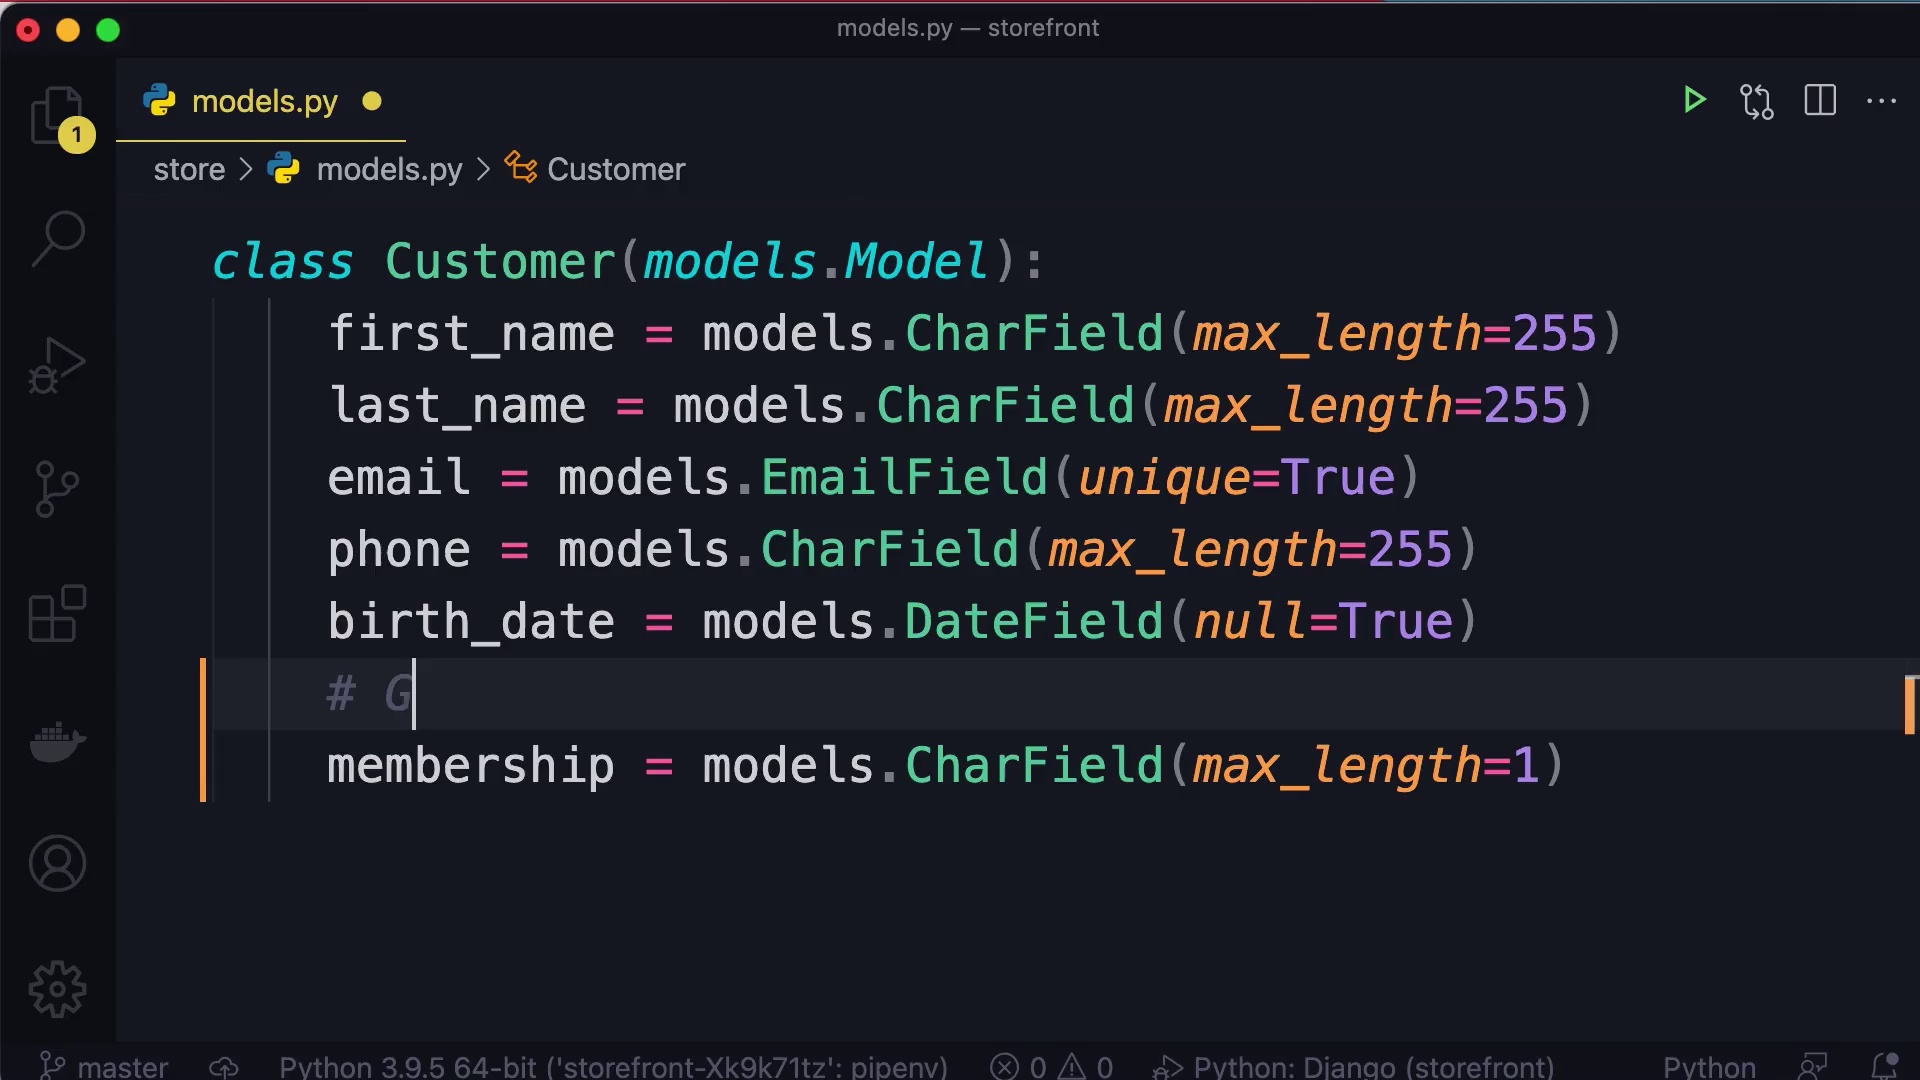 models.py — storefront
models.py
1
store > models.py > Customer
class Customer(models.Model):
first_name = models.CharField(max_length=255)
last_name = models.CharField(max_length=255)
email = models.EmailField(unique=True)
phone = models.CharField(max_length=255)
birth_date = models.DateField(null=True)
# G
membership = models.CharField(max_length=1)
master Python 3.9.5 64-bit ('storefront-Xk9k71tz': pipenv) 0 0 Python: Django (storefront) Python